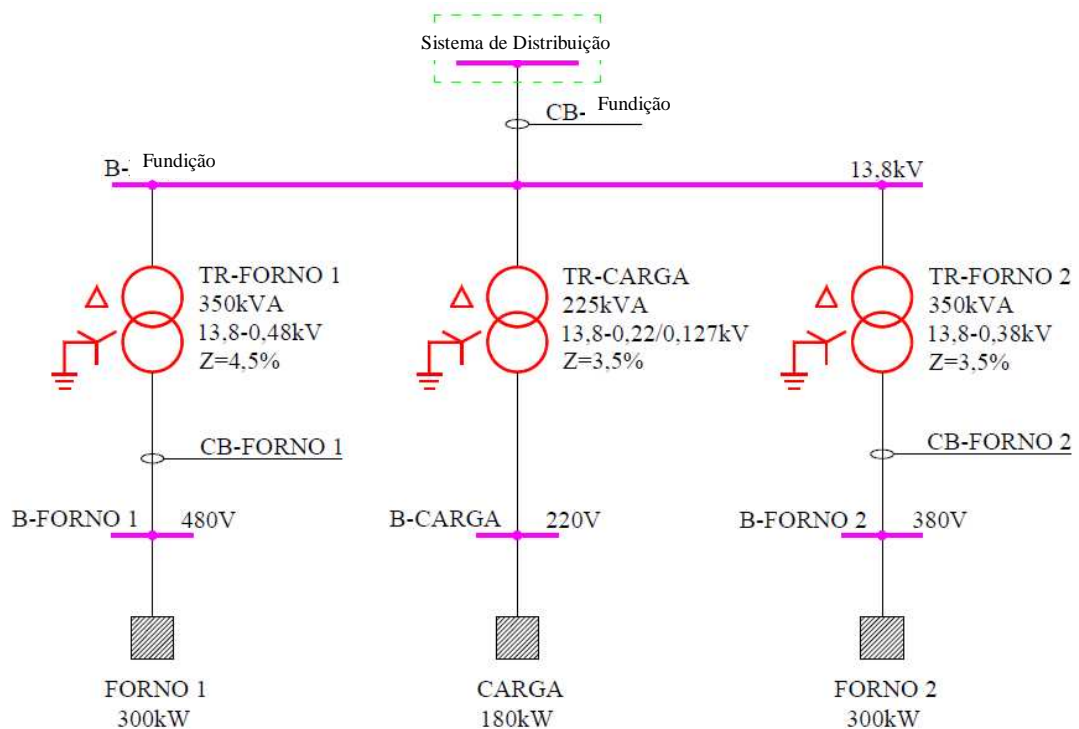 Sistema de Distribuição
CB- Fundição
B- Fundição
13,8kV
TR-FORNO 1
350kVA
13,8-0,48kV
Z=4,5%
TR-CARGA
225kVA
13,8-0,22/0,127kV
Z=3,5%
TR-FORNO 2
350kVA
13,8-0,38kV
Z=3,5%
CB-FORNO 1
CB-FORNO 2
B-FORNO 1 480V
B-CARGA 220V
B-FORNO 2 380V
FORNO 1
300kW
CARGA
180kW
FORNO 2
300kW